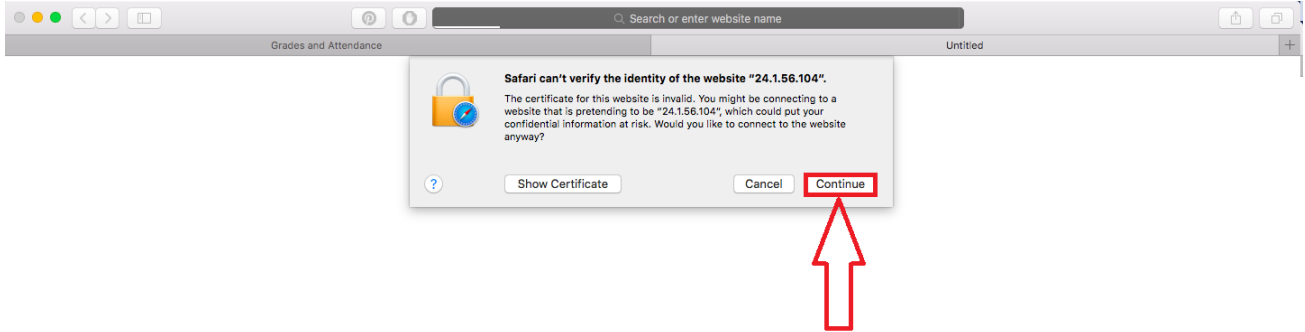 Search or enter website name
Grades and Attendance
Untitled
+
Safari can't verify the identity of the website "24.1.56.104".
The certificate for this website is invalid. You might be connecting to a
website that is pretending to be "24.1.56.104", which could put your
confidential information at risk. Would you like to connect to the website
anyway?
?
Show Certificate
Cancel
Continue